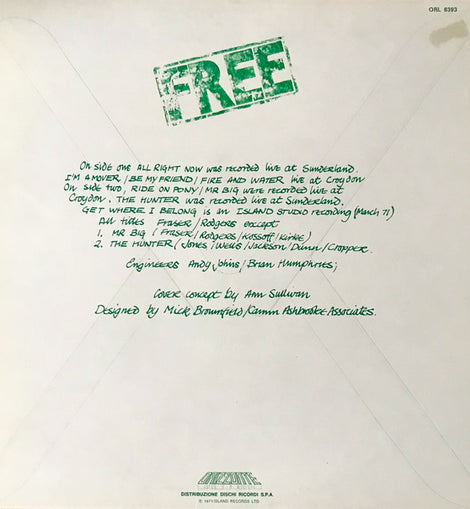 ORL 6393
FREE
On side one ALL RIGHT NOW was recorded live at Sunderland.
I'M A MOVER / BE MY FRIEND / FIRE AND WATER live at Croydon
On side two, RIDE ON PONY / MR BIG were recorded live at
Croydon. THE HUNTER was recorded live at Sunderland.
GET WHERE I BELONG is an ISLAND STUDIO recording (March 71)
All titles Fraser / Rodgers except
1. MR BIG (Fraser / Rodgers / Kossoff / Kirke)
2. THE HUNTER (Jones / Wells / Jackson / Dunn / Cropper.
Engineers Andy Johns / Brian Humphries;
Cover concept by Ann Sullivan
Designed by Mick Brownfield / Kamm Ashbrooke Associates.
ORIZZONTE
DISTRIBUZIONE DISCHI RICORDI S.P.A.
© 1971 ISLAND RECORDS LTD.